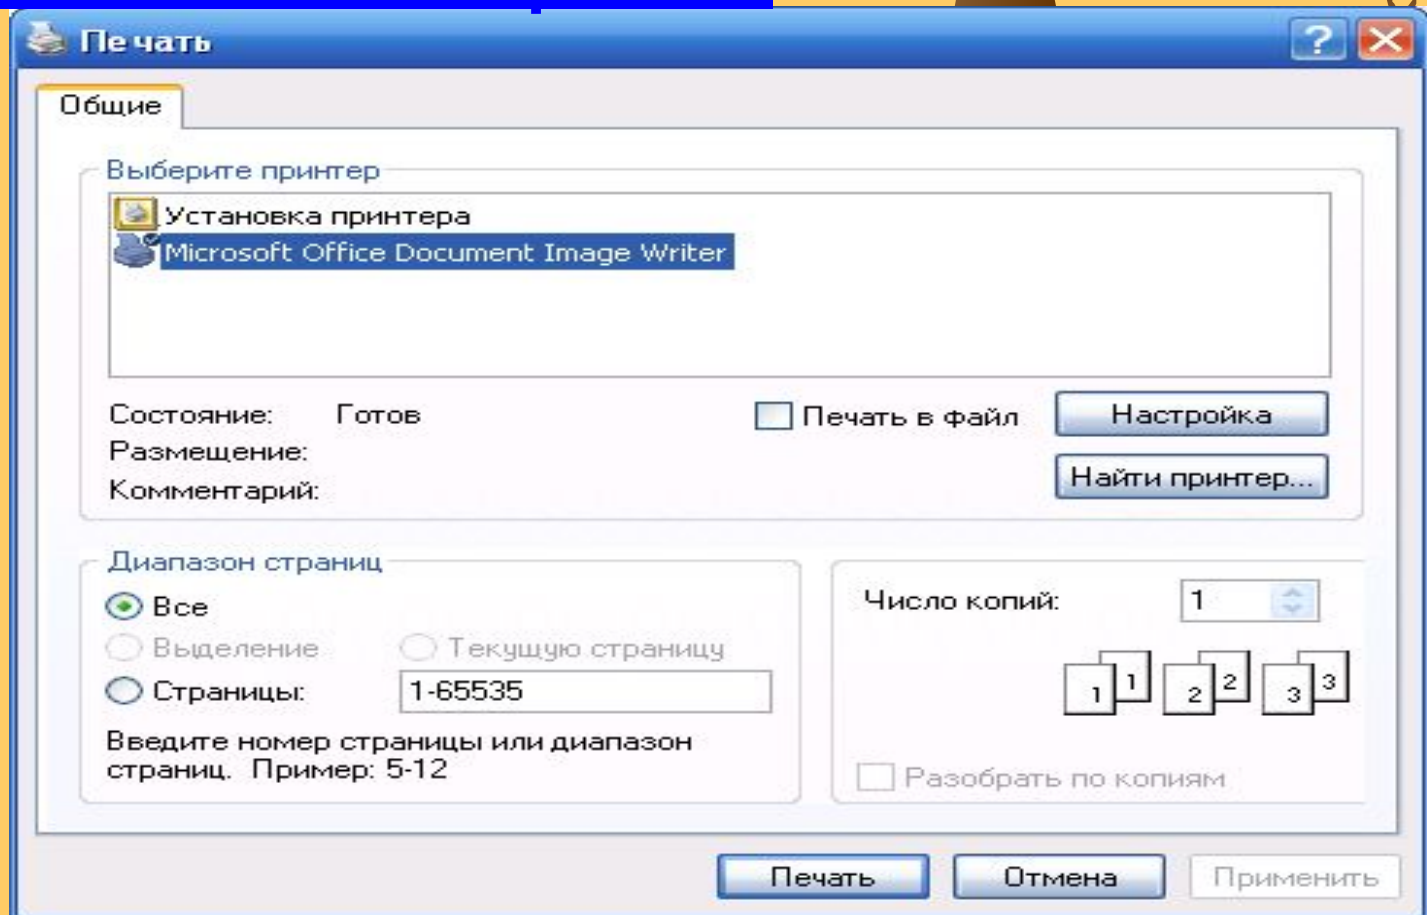 Печать
Общие
Выберите принтер
Установка принтера
Microsoft Office Document Image Writer
Состояние: Готов
Печать в файл
Настройка
Размещение:
Найти принтер...
Комментарий:
Диапазон страниц
Все
Выделение
Текущую страницу
Страницы: 1-65535
Введите номер страницы или диапазон
страниц. Пример: 5-12
Число копий: 1
1 1 2 2 3 3
Разобрать по копиям
Печать
Отмена
Применить